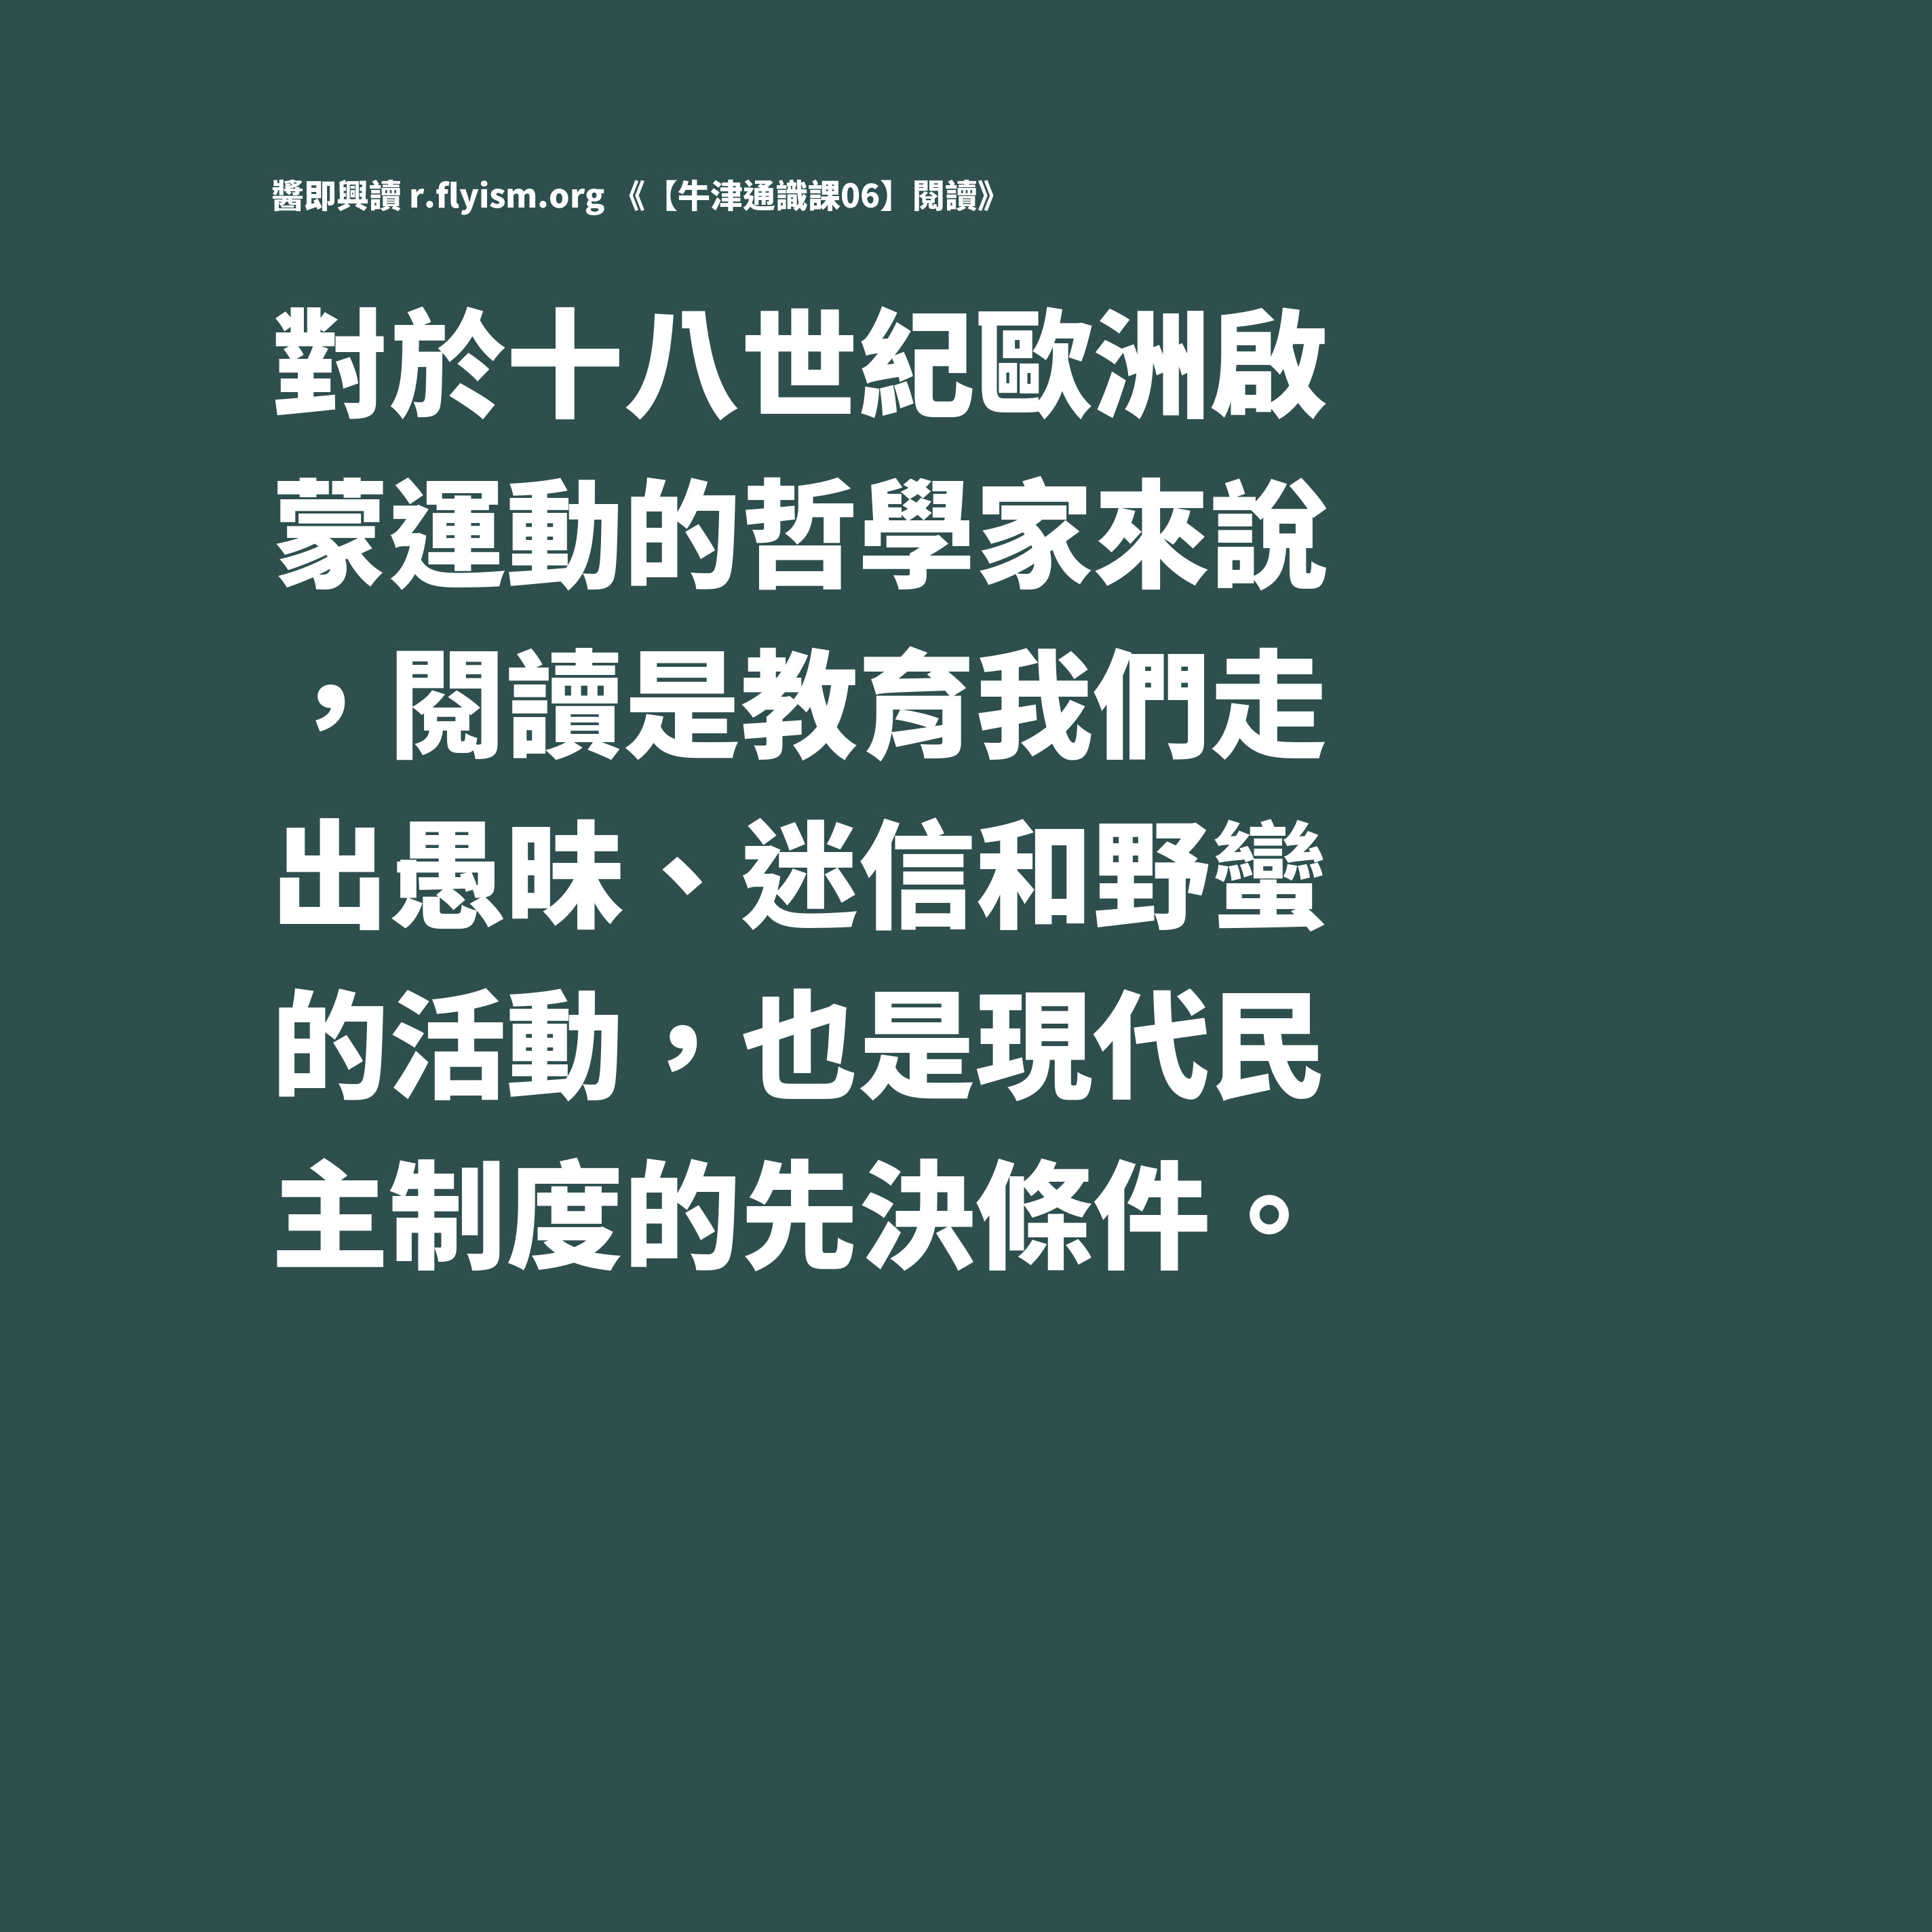 醫即興讀 r.flyism.org《【牛津通識課06】閱讀》
對於十八世紀歐洲啟
蒙運動的哲學家來說
，閱讀是教育我們走
出愚昧、迷信和野蠻
的活動，也是現代民
主制度的先決條件。